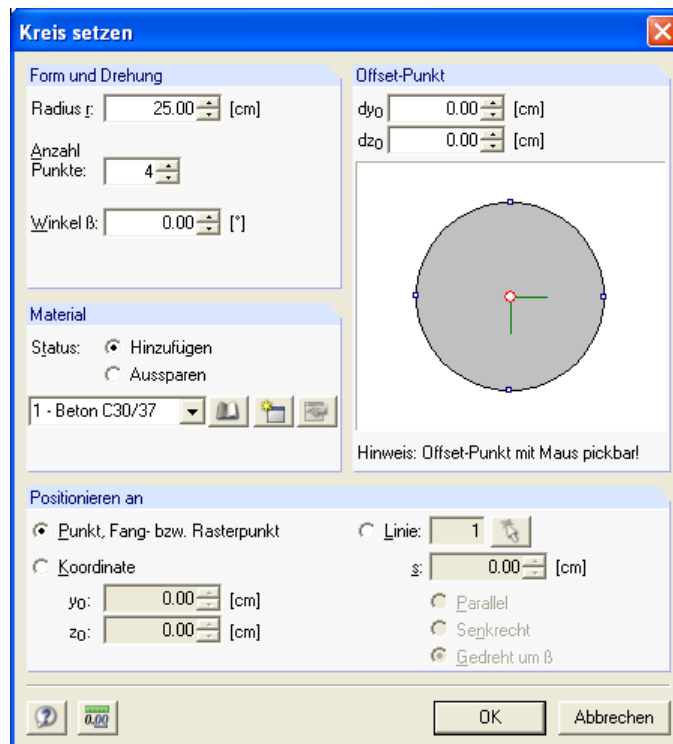 Kreis setzen
Form und Drehung
Radius r: 25.00 [cm]
Anzahl
Punkte: 4
Winkel ß: 0.00 [°]
Offset-Punkt
dy0 0.00 [cm]
dz0 0.00 [cm]
Hinweis: Offset-Punkt mit Maus pickbar!
Material
Status: Hinzufügen
Aussparen
1 - Beton C30/37
Positionieren an
Punkt, Fang- bzw. Rasterpunkt
Koordinate
y0: 0.00 [cm]
z0: 0.00 [cm]
Linie: 1
s: 0.00 [cm]
Parallel
Senkrecht
Gedreht um ß
0.00
OK Abbrechen